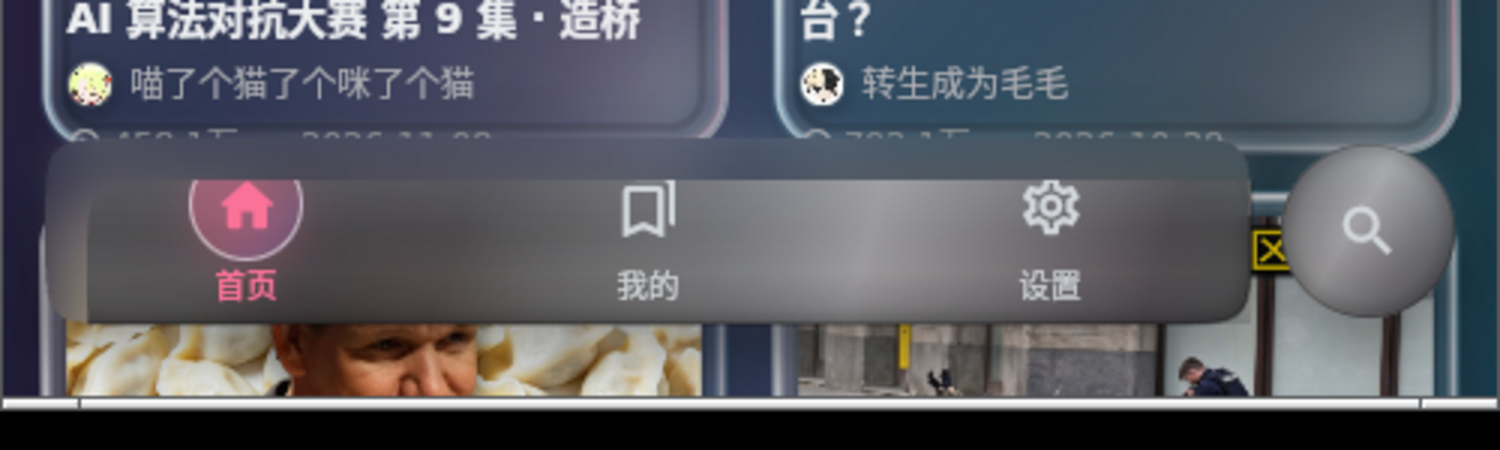 AI 算法对抗大赛 第 9 集 · 造桥
喵了个猫了个咪了个猫
台？
转生成为毛毛
首页
我的
设置